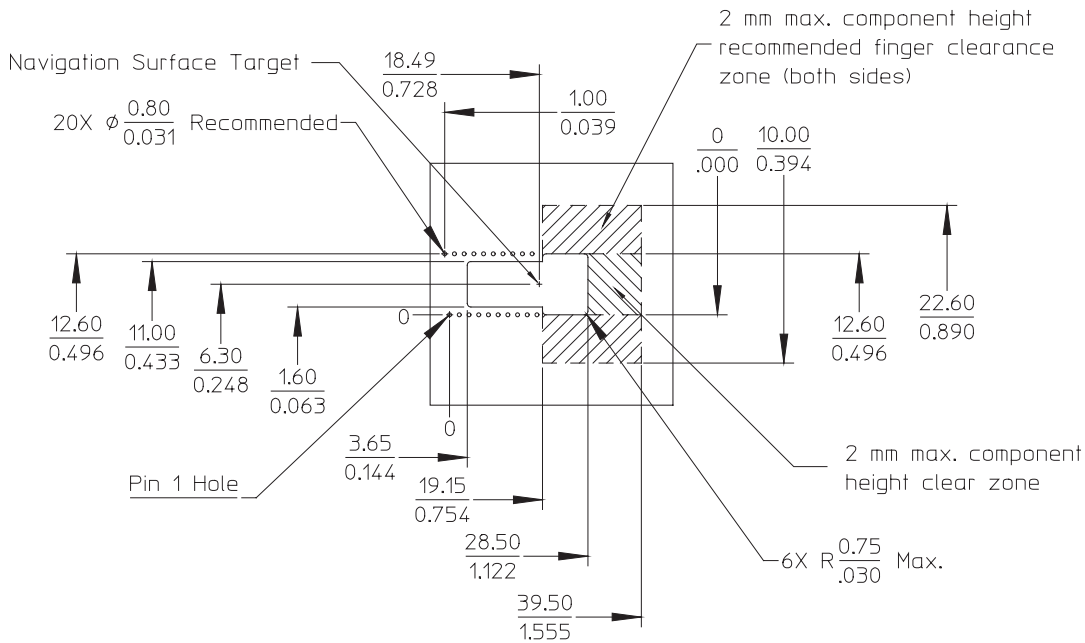 2 mm max. component height
recommended finger clearance
zone (both sides)
Navigation Surface Target
18.49
0.728
20X ⌀ 0.80
0.031 Recommended
1.00
0.039
0
.000
10.00
0.394
12.60
0.496
11.00
0.433
6.30
0.248
1.60
0.063
0
0
12.60
0.496
22.60
0.890
3.65
0.144
Pin 1 Hole
19.15
0.754
2 mm max. component
height clear zone
28.50
1.122
6X R 0.75
.030 Max.
39.50
1.555